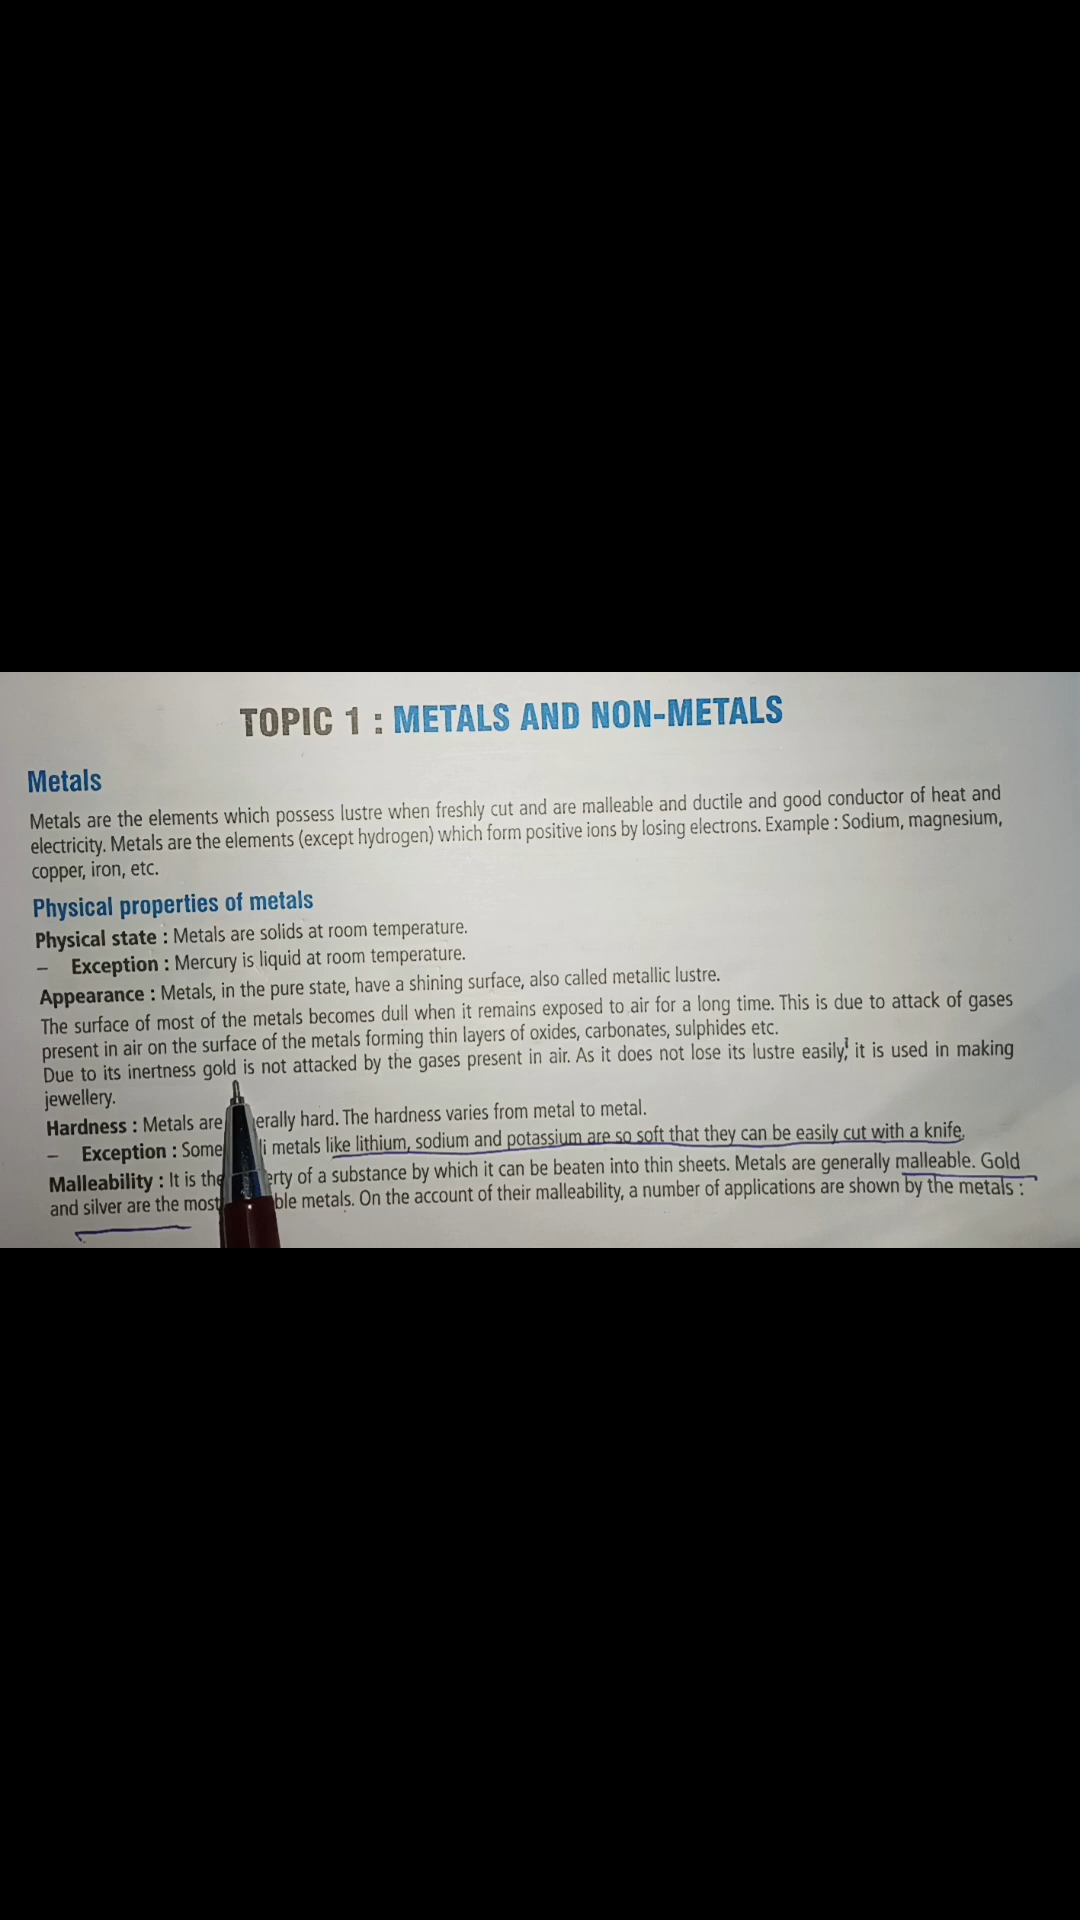 TOPIC 1 : METALS AND NON-METALS
Metals
Metals are the elements which possess lustre when freshly cut and are malleable and ductile and good conductor of heat and
electricity. Metals are the elements (except hydrogen) which form positive ions by losing electrons. Example : Sodium, magnesium,
copper, iron, etc.
Physical properties of metals
Physical state : Metals are solids at room temperature.
– Exception : Mercury is liquid at room temperature.
Appearance : Metals, in the pure state, have a shining surface, also called metallic lustre.
The surface of most of the metals becomes dull when it remains exposed to air for a long time. This is due to attack of gases
present in air on the surface of the metals forming thin layers of oxides, carbonates, sulphides etc.
Due to its inertness gold is not attacked by the gases present in air. As it does not lose its lustre easily, it is used in making
jewellery.
Hardness : Metals are erally hard. The hardness varies from metal to metal.
– Exception : Some i metals like lithium, sodium and potassium are so soft that they can be easily cut with a knife.
Malleability : It is the erty of a substance by which it can be beaten into thin sheets. Metals are generally malleable. Gold
and silver are the most ble metals. On the account of their malleability, a number of applications are shown by the metals :